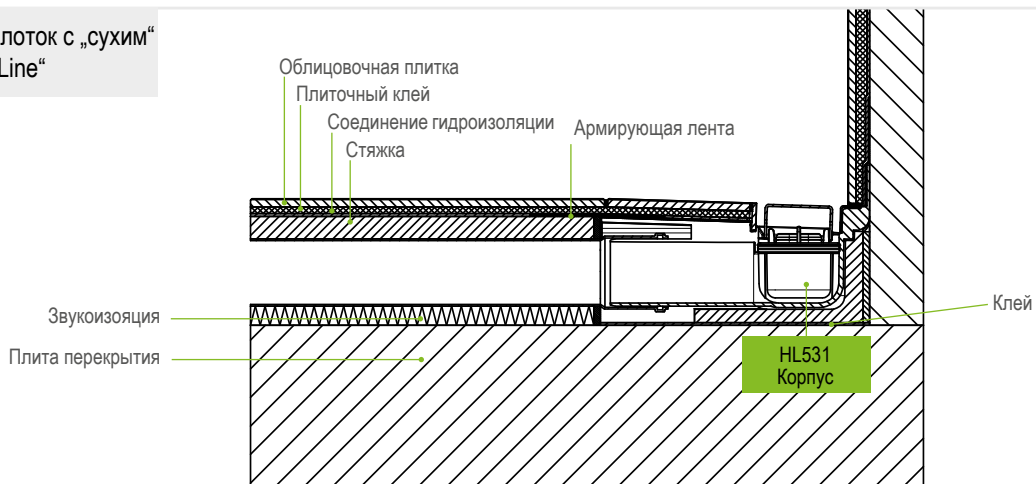 лоток с „сухим“
Line“
Облицовочная плитка
Плиточный клей
Соединение гидроизоляции
Армирующая лента
Стяжка
Звукоизояция
Клей
Плита перекрытия
HL531
Корпус